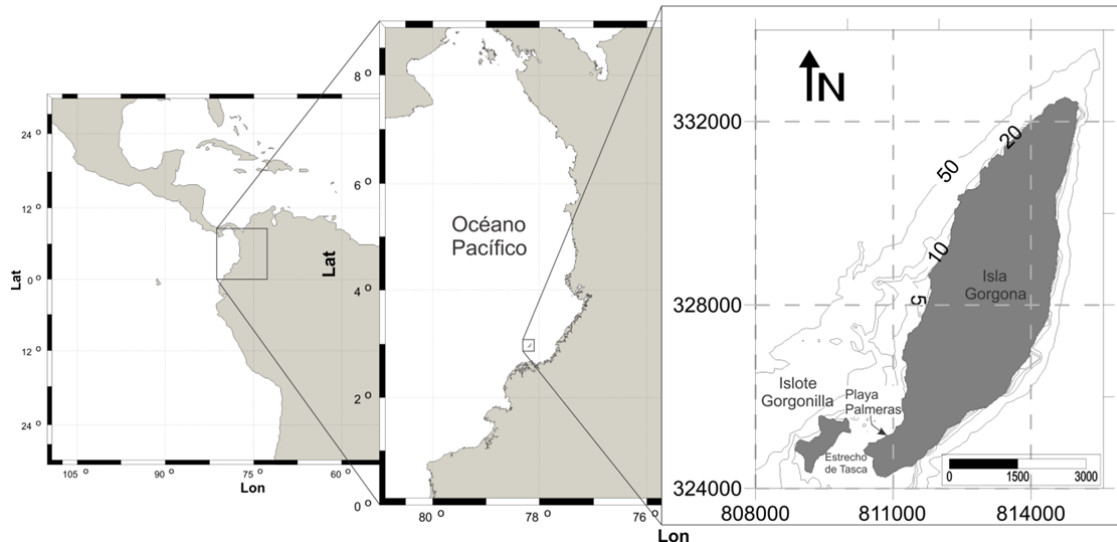 24 o
12 o
0 o
12 o
24 o
Lat
105 o
90 o
75 o
60 o
Lon
8 o
6 o
4 o
2 o
0 o
Lat
Océano
Pacífico
80 o
78 o
76 o
Lon
N
332000
328000
324000
50
20
10
5
Isla
Gorgona
Islote
Gorgonilla
Playa
Palmeras
Estrecho
de Tasca
0 1500 3000
808000 811000 814000